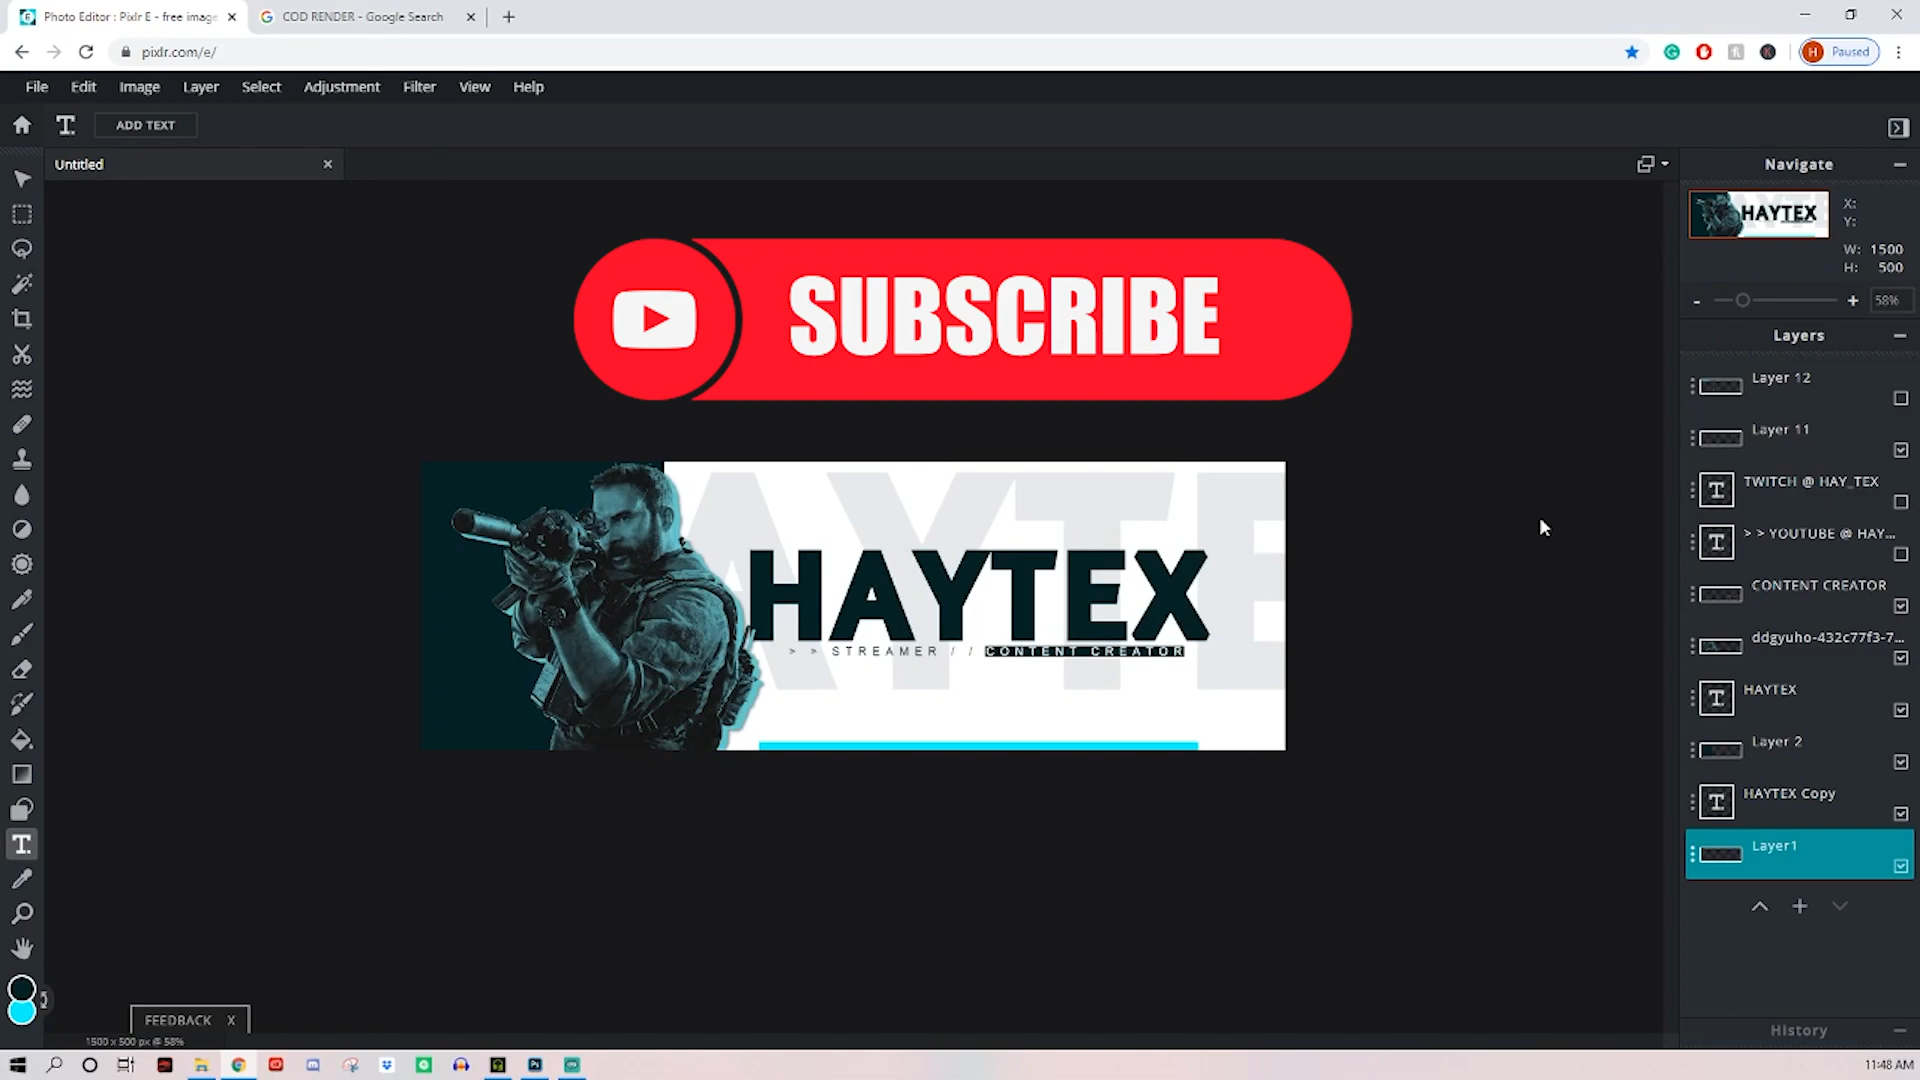 Photo Editor : Pixlr E - free image
COD RENDER - Google Search
pixlr.com/e/
H Paused
File Edit Image Layer Select Adjustment Filter View Help
T. ADD TEXT
Untitled
Navigate
HAYTEX
X:
Y:
W: 1500
H: 500
58%
SUBSCRIBE
Layers
Layer 12
Layer 11
TWITCH @ HAY_TEX
> > YOUTUBE @ HAY...
CONTENT CREATOR
ddgyuho-432c77f3-7...
HAYTEX
Layer 2
HAYTEX Copy
Layer1
AYTE
HAYTEX
> > STREAMER // CONTENT CREATOR
FEEDBACK X
1500 x 500 px @ 58%
History
11:48 AM